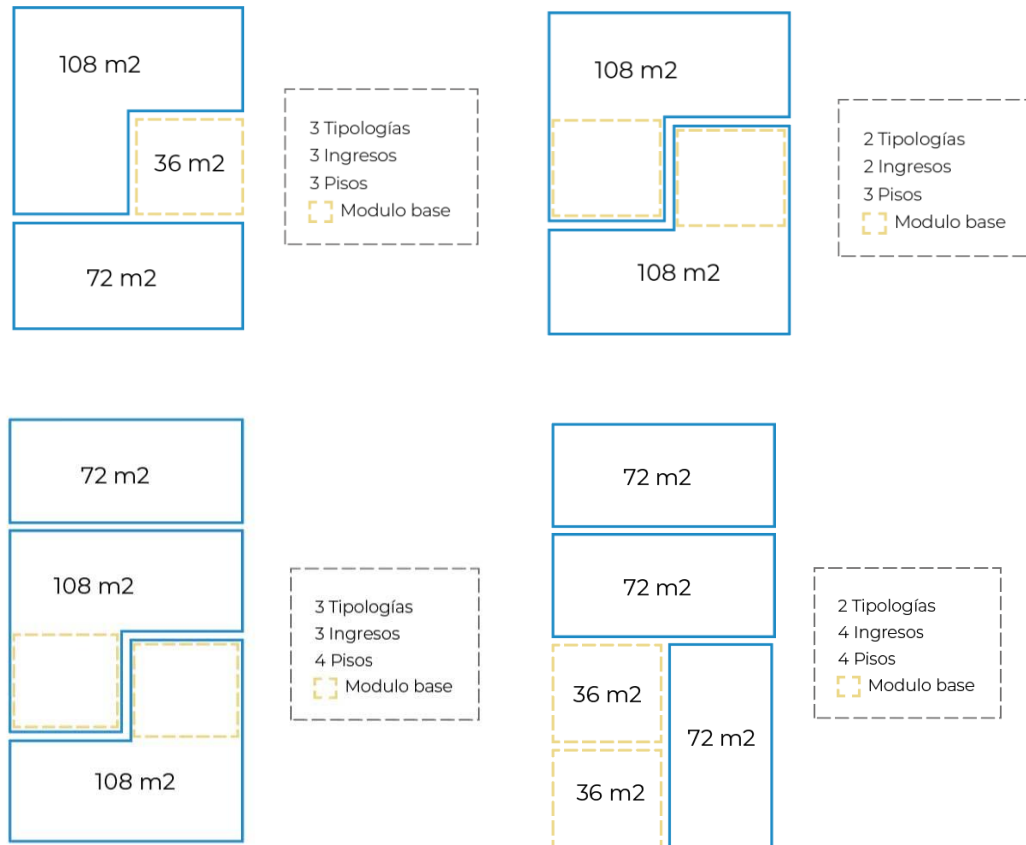 108 m2
36 m2
72 m2
3 Tipologías
3 Ingresos
3 Pisos
Modulo base
108 m2
108 m2
2 Tipologías
2 Ingresos
3 Pisos
Modulo base
72 m2
108 m2
108 m2
3 Tipologías
3 Ingresos
4 Pisos
Modulo base
72 m2
72 m2
36 m2
72 m2
36 m2
2 Tipologías
4 Ingresos
4 Pisos
Modulo base